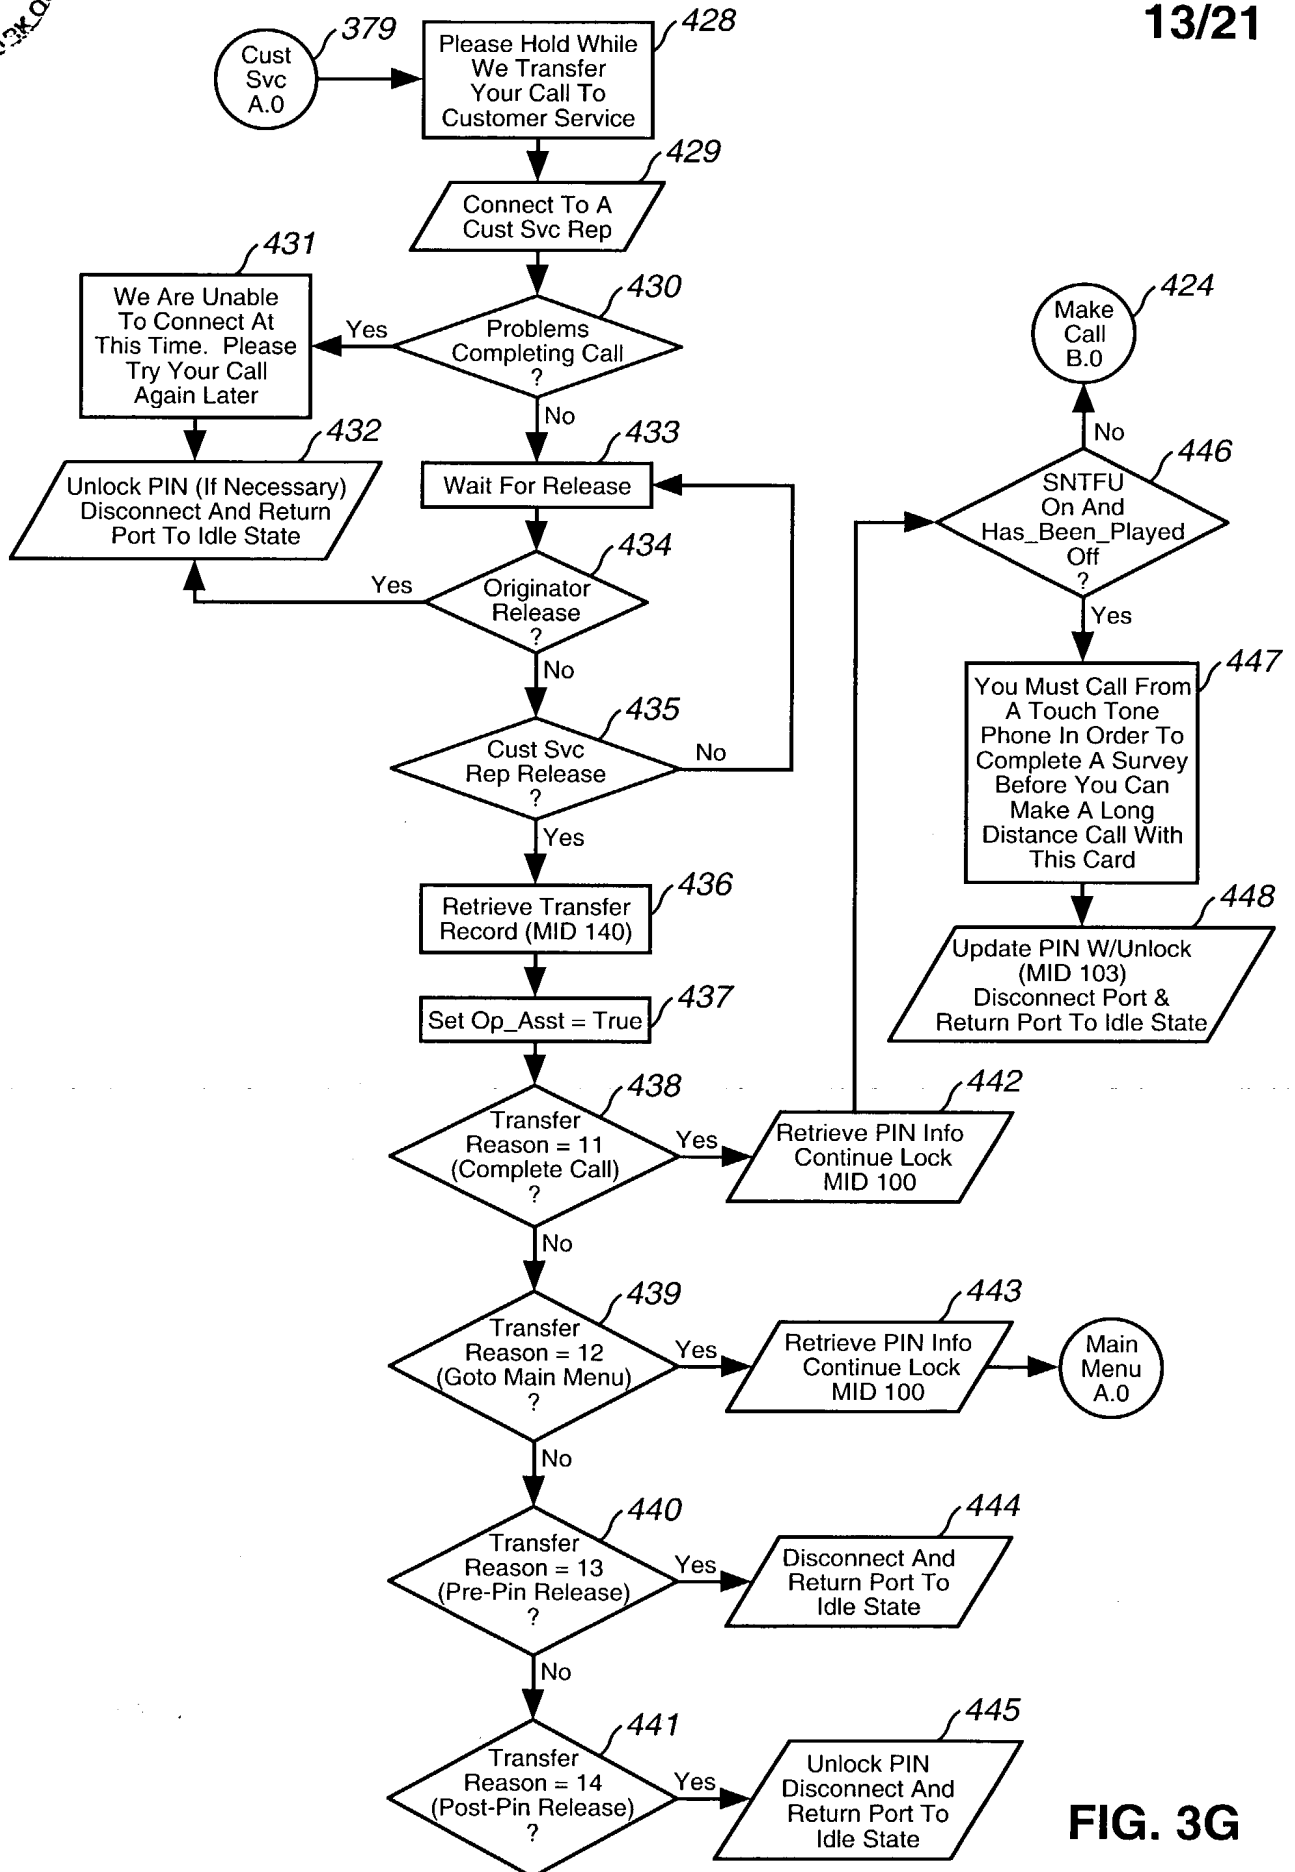 13/21
379
Cust
Svc
A.0
428
Please Hold While
We Transfer
Your Call To
Customer Service
429
Connect To A
Cust Svc Rep
430
Problems
Completing Call
?
Yes
431
We Are Unable
To Connect At
This Time. Please
Try Your Call
Again Later
432
Unlock PIN (If Necessary)
Disconnect And Return
Port To Idle State
No
433
Wait For Release
434
Originator
Release
?
Yes
No
435
Cust Svc
Rep Release
?
No
Yes
436
Retrieve Transfer
Record (MID 140)
437
Set Op_Asst = True
438
Transfer
Reason = 11
(Complete Call)
?
Yes
442
Retrieve PIN Info
Continue Lock
MID 100
424
Make
Call
B.0
No
446
SNTFU
On And
Has_Been_Played
Off
?
Yes
447
You Must Call From
A Touch Tone
Phone In Order To
Complete A Survey
Before You Can
Make A Long
Distance Call With
This Card
448
Update PIN W/Unlock
(MID 103)
Disconnect Port &
Return Port To Idle State
No
439
Transfer
Reason = 12
(Goto Main Menu)
?
Yes
443
Retrieve PIN Info
Continue Lock
MID 100
Main
Menu
A.0
No
440
Transfer
Reason = 13
(Pre-Pin Release)
?
Yes
444
Disconnect And
Return Port To
Idle State
No
441
Transfer
Reason = 14
(Post-Pin Release)
?
Yes
445
Unlock PIN
Disconnect And
Return Port To
Idle State
FIG. 3G